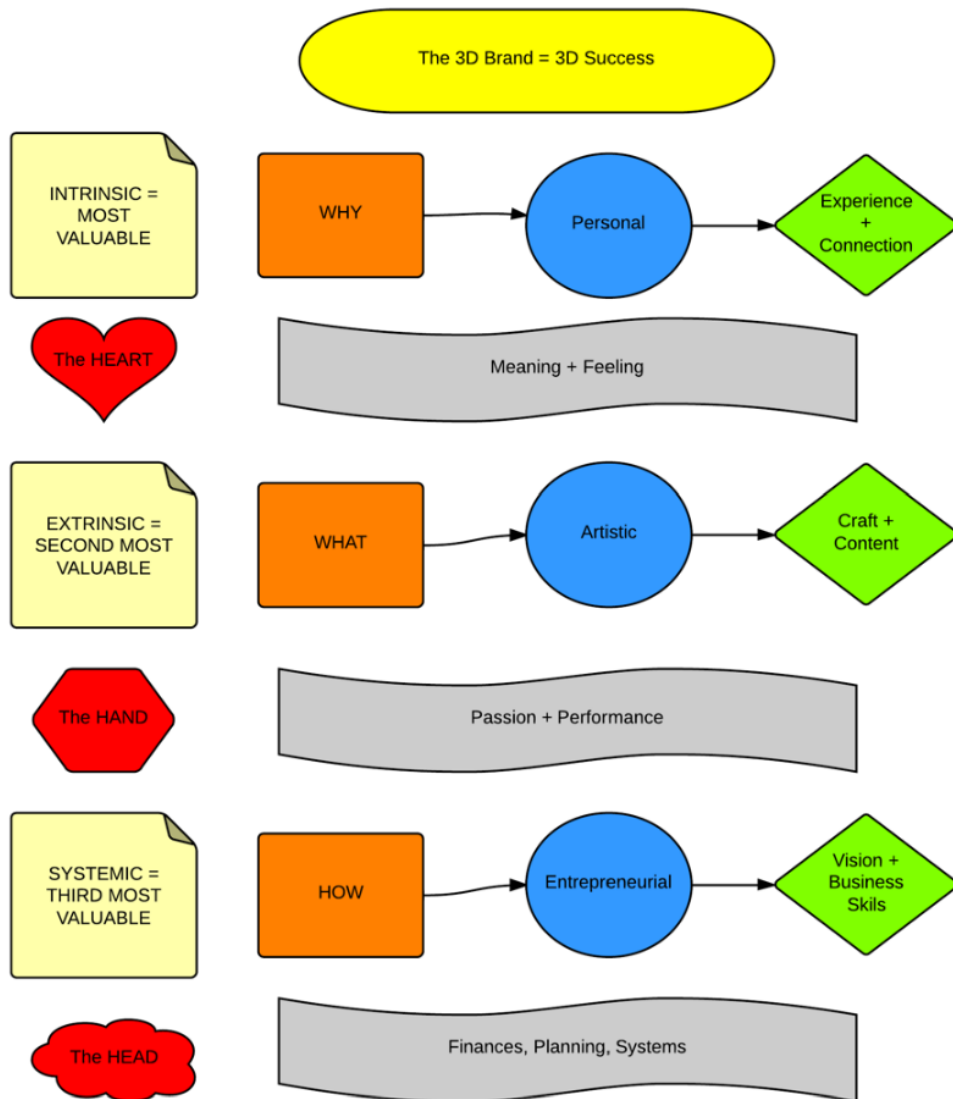 The 3D Brand = 3D Success
INTRINSIC =
MOST
VALUABLE
WHY
Personal
Experience
+
Connection
The HEART
Meaning + Feeling
EXTRINSIC =
SECOND MOST
VALUABLE
WHAT
Artistic
Craft +
Content
The HAND
Passion + Performance
SYSTEMIC =
THIRD MOST
VALUABLE
HOW
Entrepreneurial
Vision +
Business
Skils
The HEAD
Finances, Planning, Systems